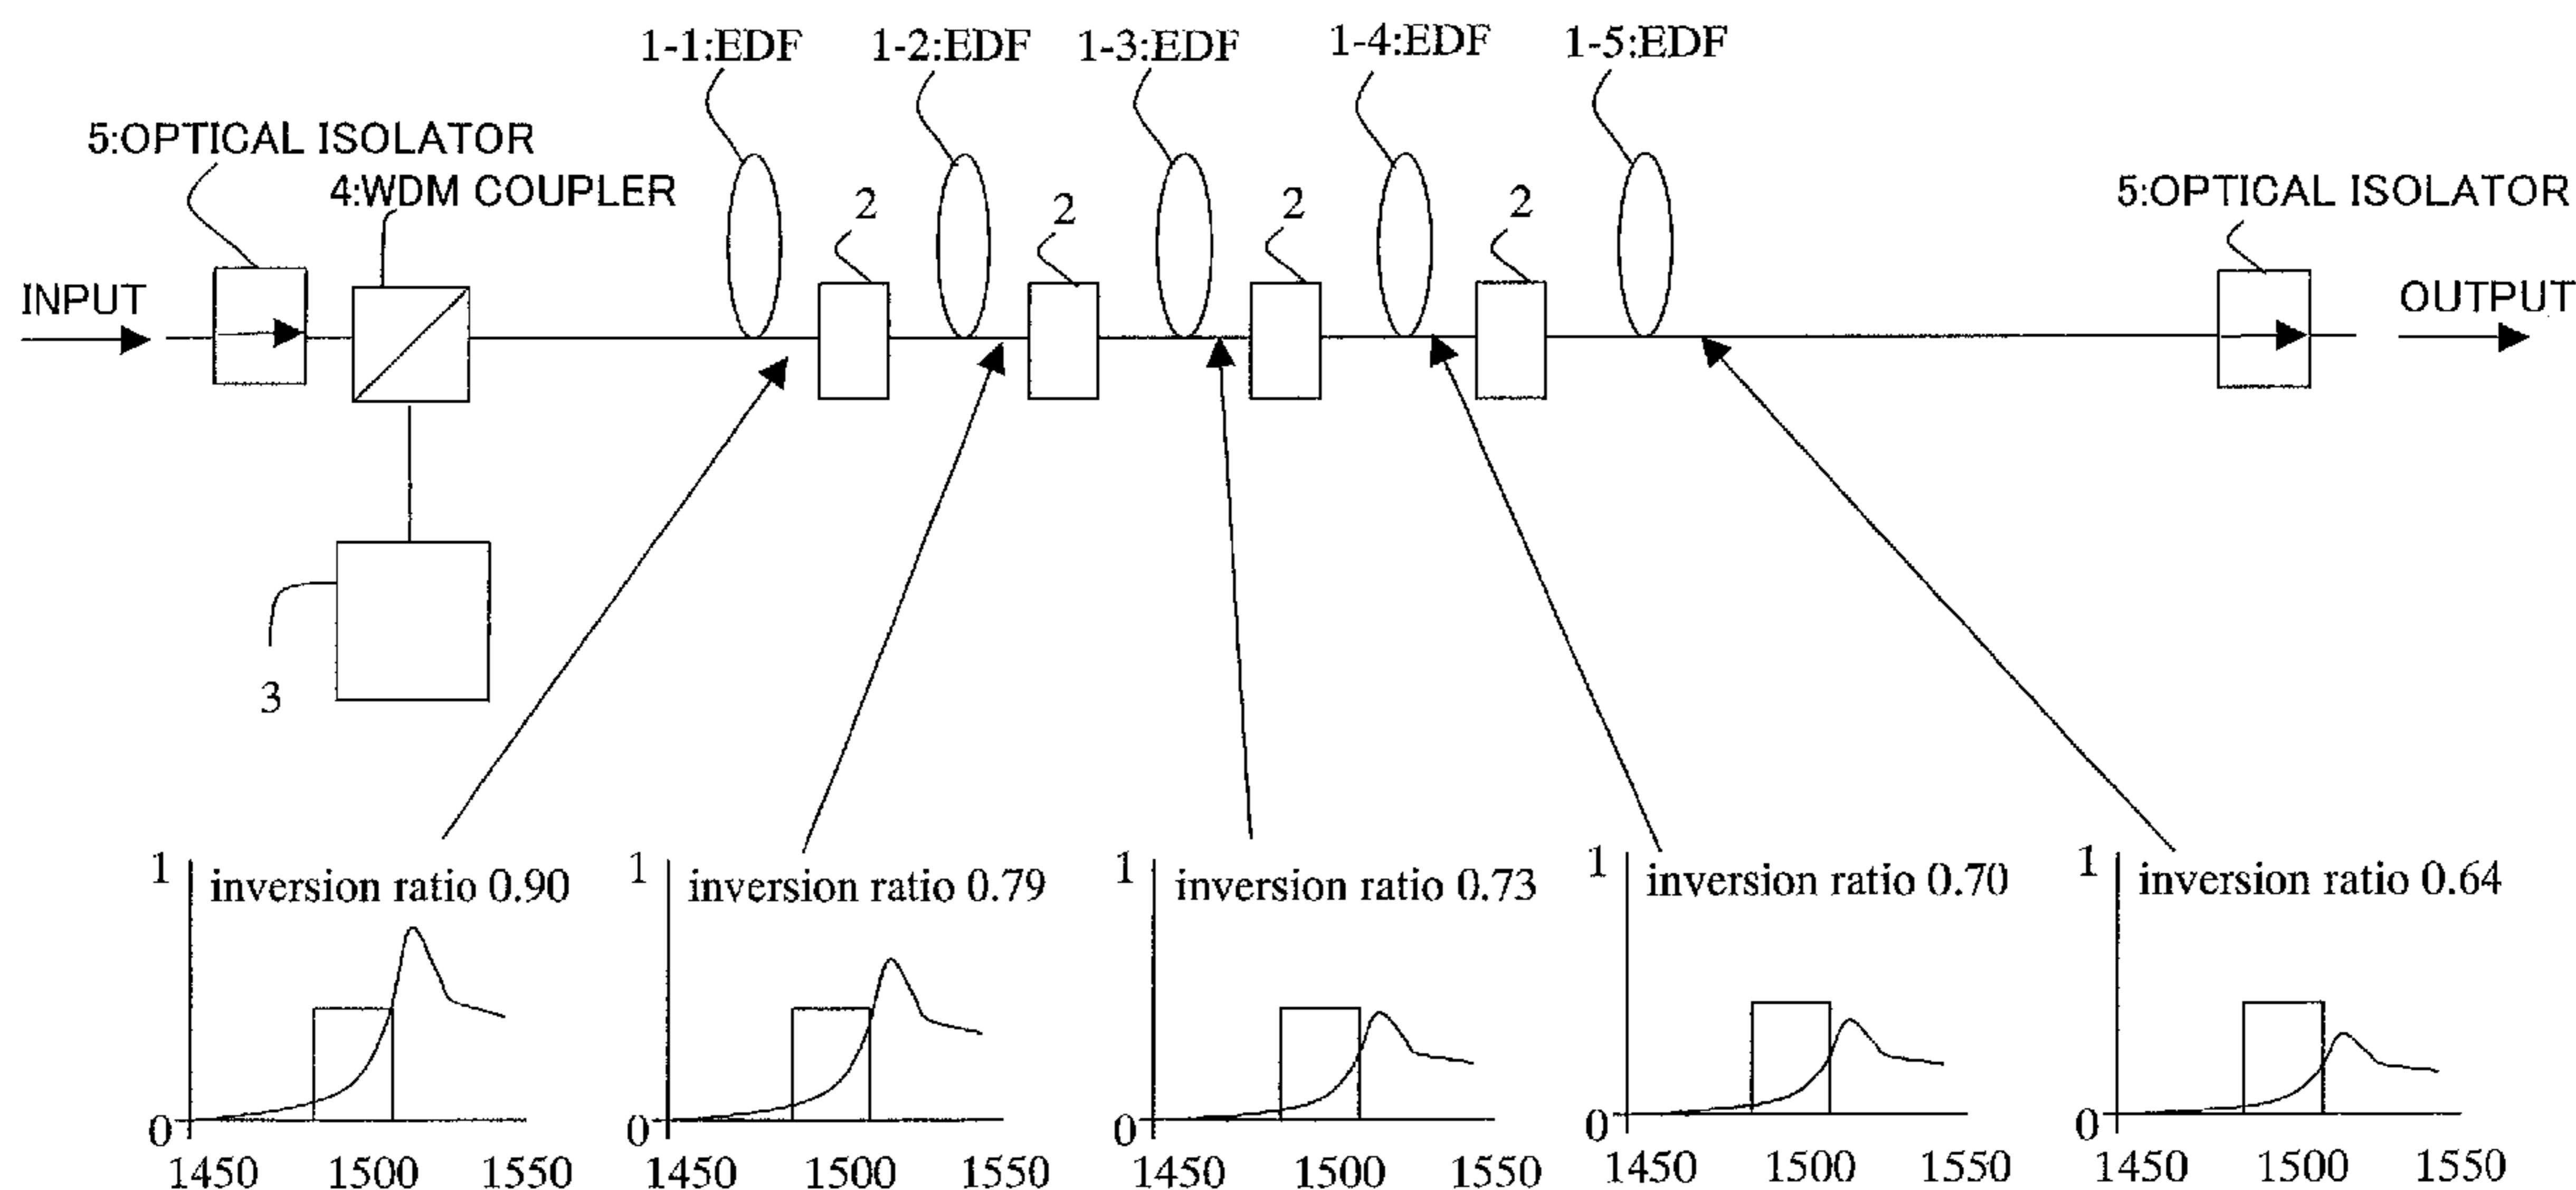 1-1:EDF 1-2:EDF 1-3:EDF 1-4:EDF 1-5:EDF
5:OPTICAL ISOLATOR
4:WDM COUPLER
5:OPTICAL ISOLATOR
2 2 2 2
INPUT
OUTPUT
3
1 inversion ratio 0.90
0
1450 1500 1550
1 inversion ratio 0.79
0
1450 1500 1550
1 inversion ratio 0.73
0
1450 1500 1550
1 inversion ratio 0.70
0
1450 1500 1550
1 inversion ratio 0.64
0
1450 1500 1550